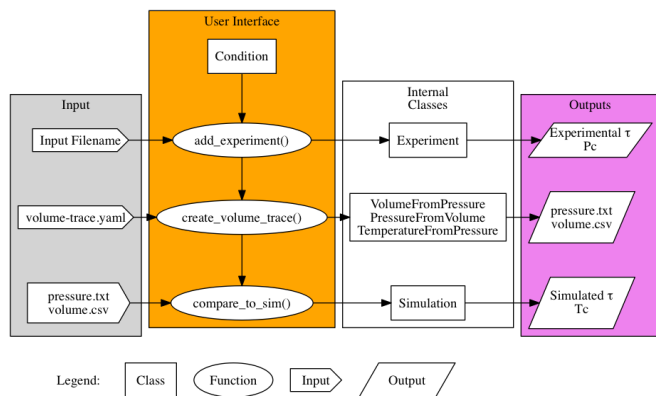 User Interface
Condition
Input
Internal
Classes
Outputs
Input Filename
add_experiment()
Experiment
Experimental τ
Pc
volume-trace.yaml
create_volume_trace()
VolumeFromPressure
PressureFromVolume
TemperatureFromPressure
pressure.txt
volume.csv
pressure.txt
volume.csv
compare_to_sim()
Simulation
Simulated τ
Tc
Legend:
Class
Function
Input
Output